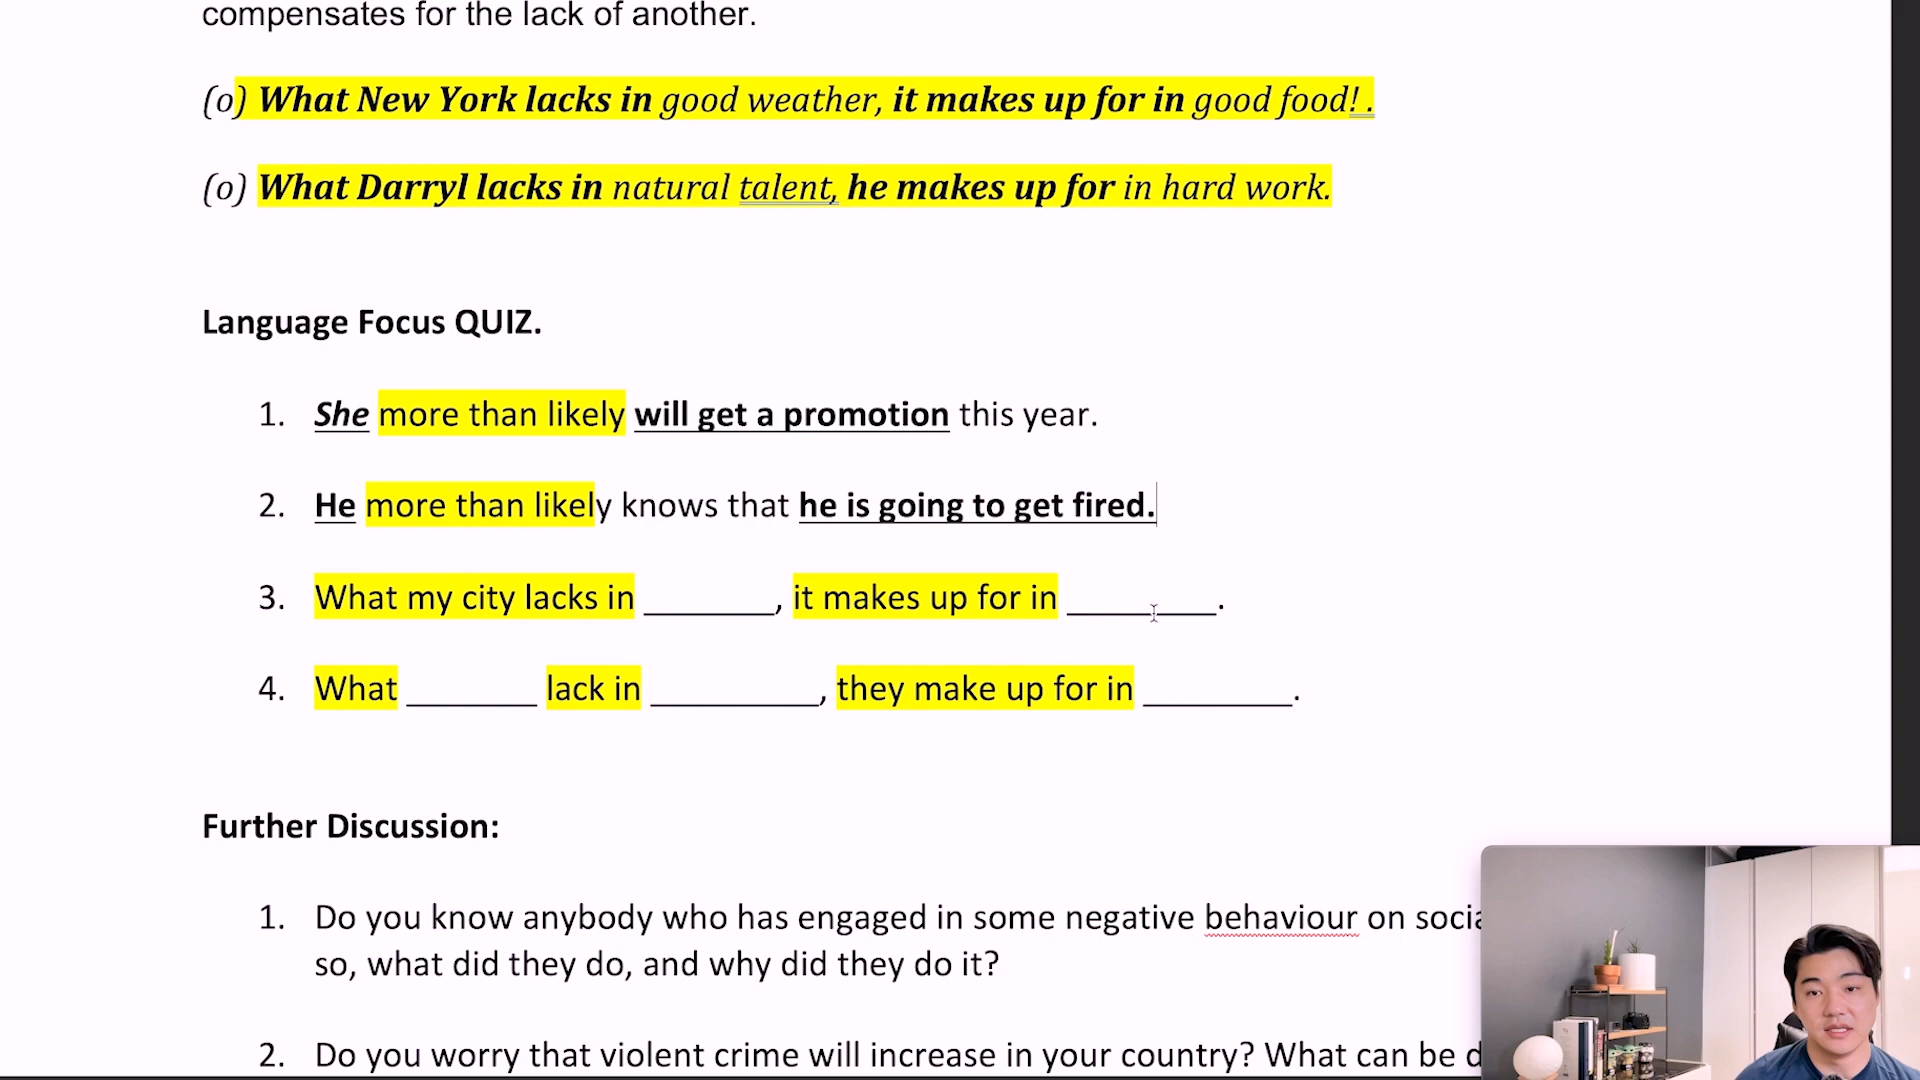 compensates for the lack of another.
(o) What New York lacks in good weather, it makes up for in good food! .
(o) What Darryl lacks in natural talent, he makes up for in hard work.
Language Focus QUIZ.
1. She more than likely will get a promotion this year.
2. He more than likely knows that he is going to get fired.
3. What my city lacks in _______, it makes up for in ________.
4. What _______ lack in _________, they make up for in ________.
Further Discussion:
1. Do you know anybody who has engaged in some negative behaviour on
so, what did they do, and why did they do it?
2. Do you worry that violent crime will increase in your country? What can be